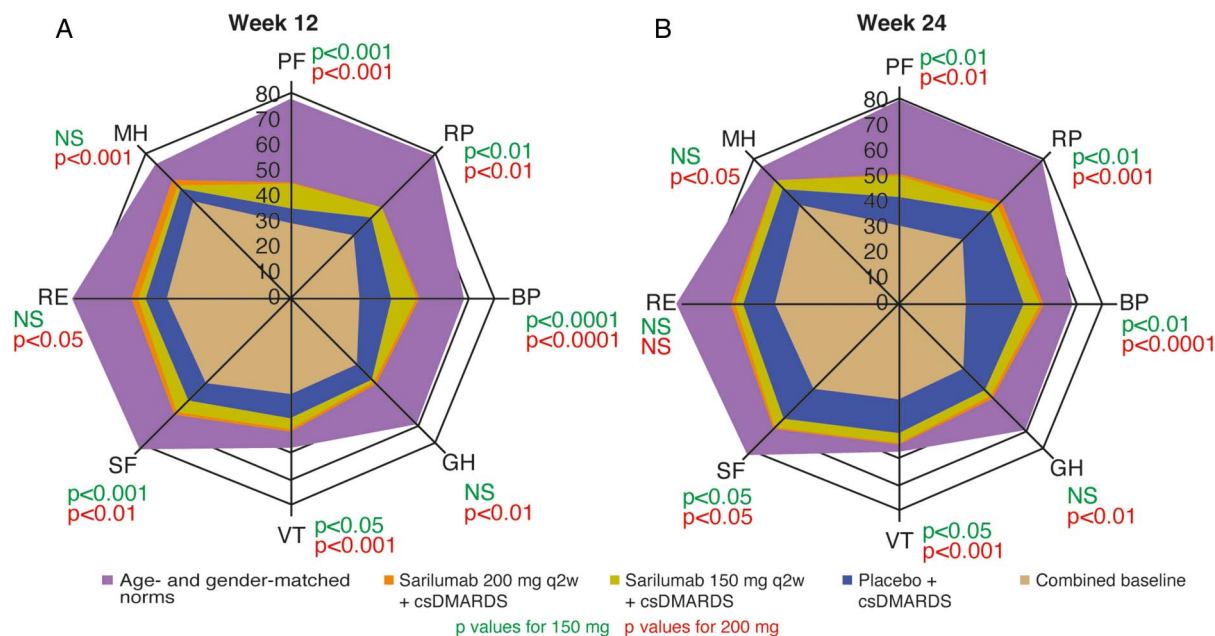 A
Week 12
PF
p<0.001
p<0.001
80
70
60
50
40
30
20
10
0
MH
NS
p<0.001
RP
p<0.01
p<0.01
RE
NS
p<0.05
BP
p<0.0001
p<0.0001
SF
p<0.001
p<0.01
VT
p<0.05
p<0.001
GH
NS
p<0.01
B
Week 24
PF
p<0.01
p<0.01
80
70
60
50
40
30
20
10
0
MH
NS
p<0.05
RP
p<0.01
p<0.001
RE
NS
NS
BP
p<0.01
p<0.0001
SF
p<0.05
p<0.05
VT
p<0.05
p<0.001
GH
NS
p<0.01
Age- and gender-matched
norms
Sarilumab 200 mg q2w
+ csDMARDS
Sarilumab 150 mg q2w
+ csDMARDS
Placebo +
csDMARDS
Combined baseline
p values for 150 mg p values for 200 mg